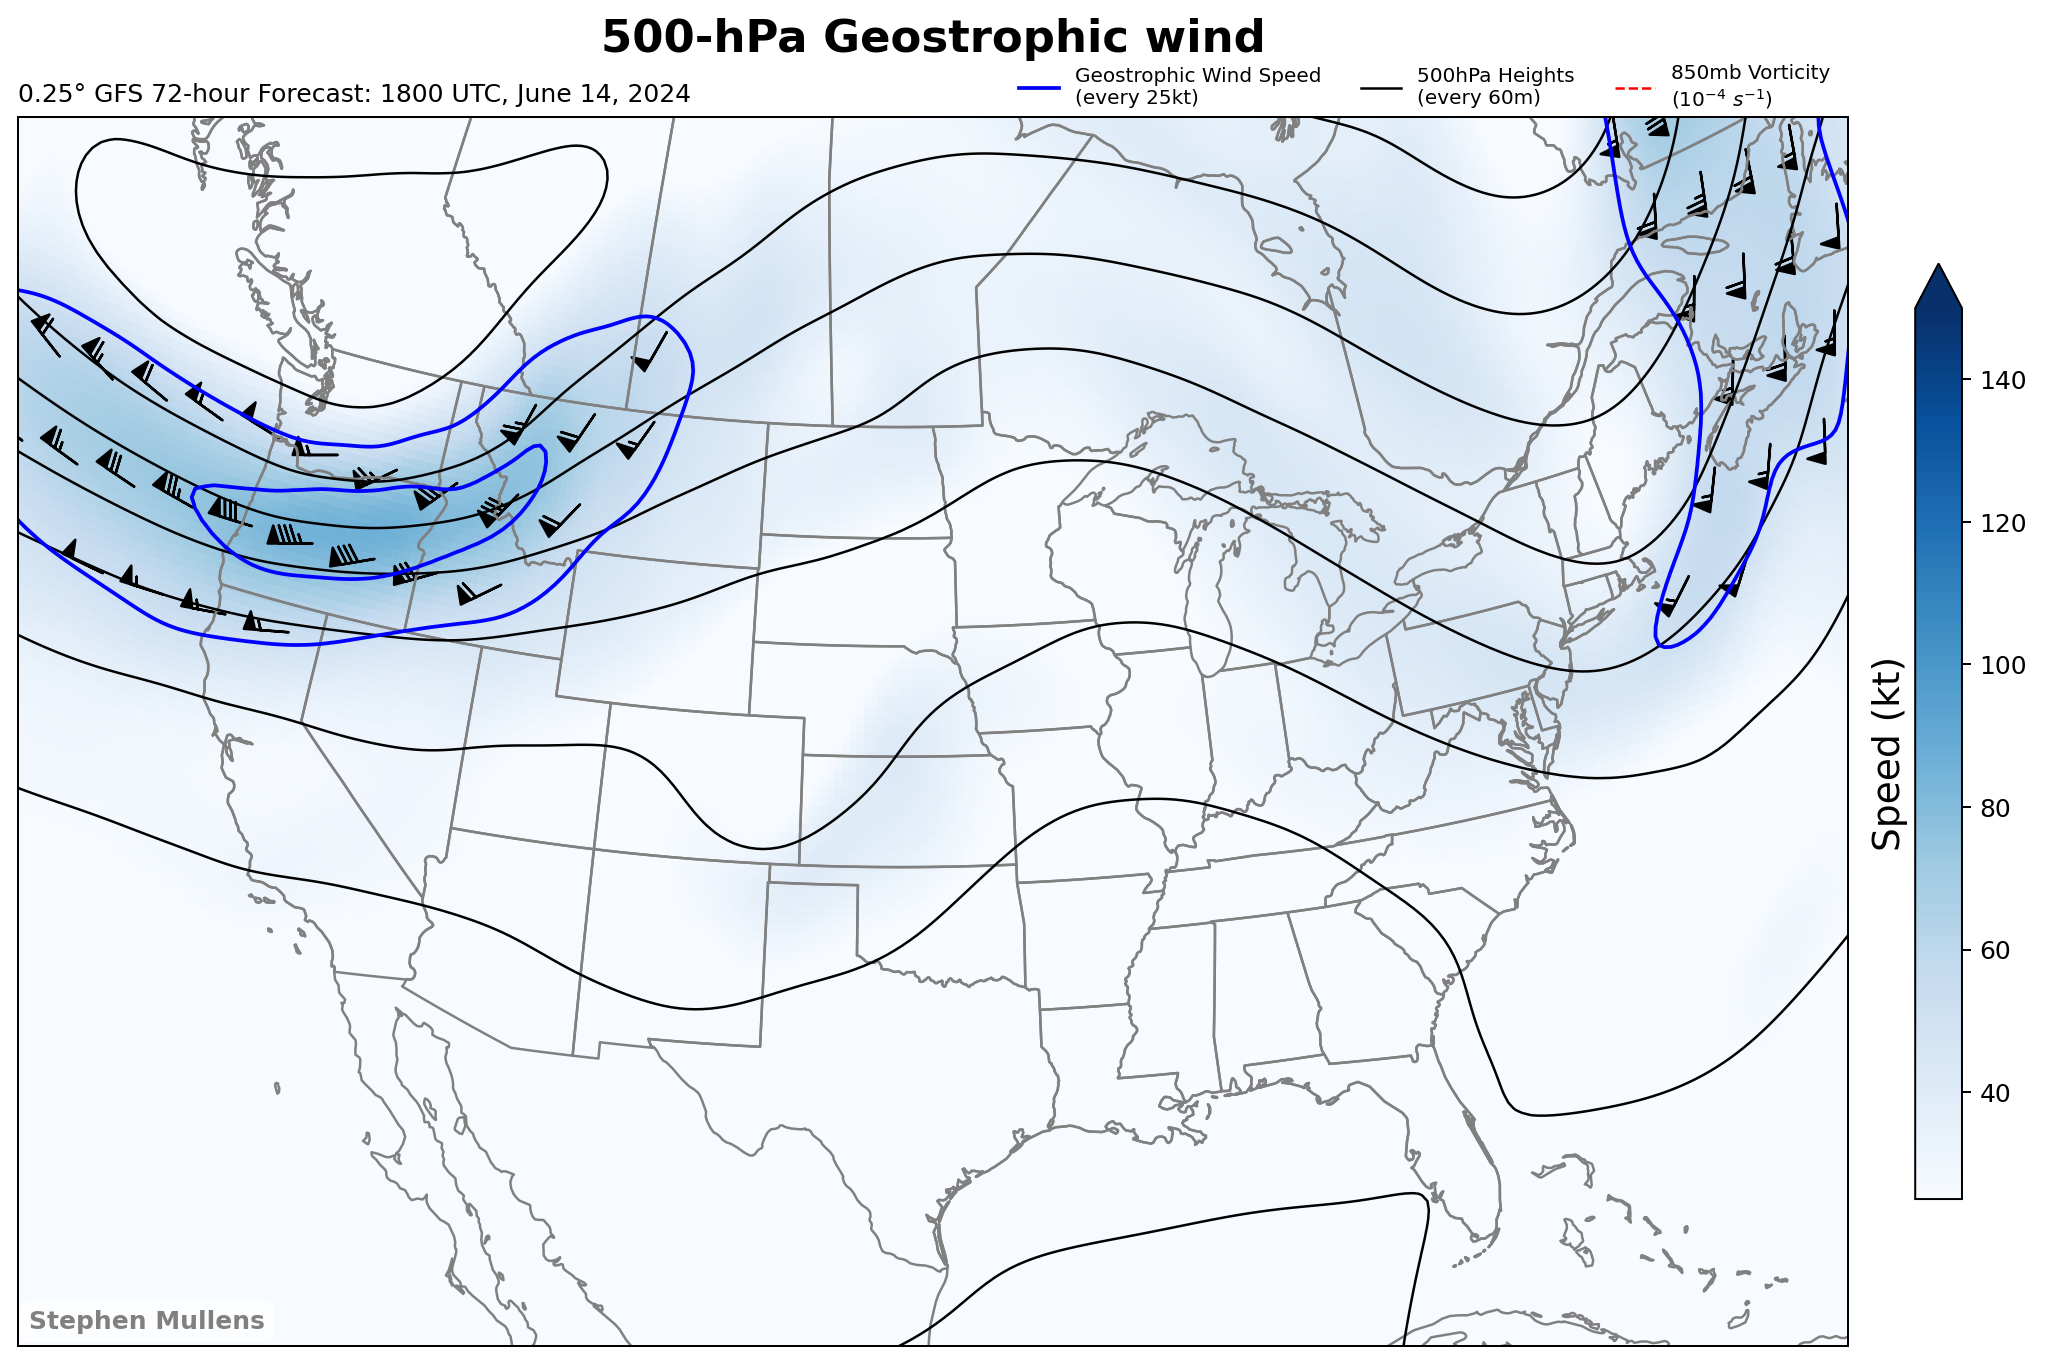 500-hPa Geostrophic wind
0.25° GFS 72-hour Forecast: 1800 UTC, June 14, 2024
Geostrophic Wind Speed
(every 25kt)
500hPa Heights
(every 60m)
850mb Vorticity
(10⁻⁴ s⁻¹)
140
120
100
80
60
40
Speed (kt)
Stephen Mullens